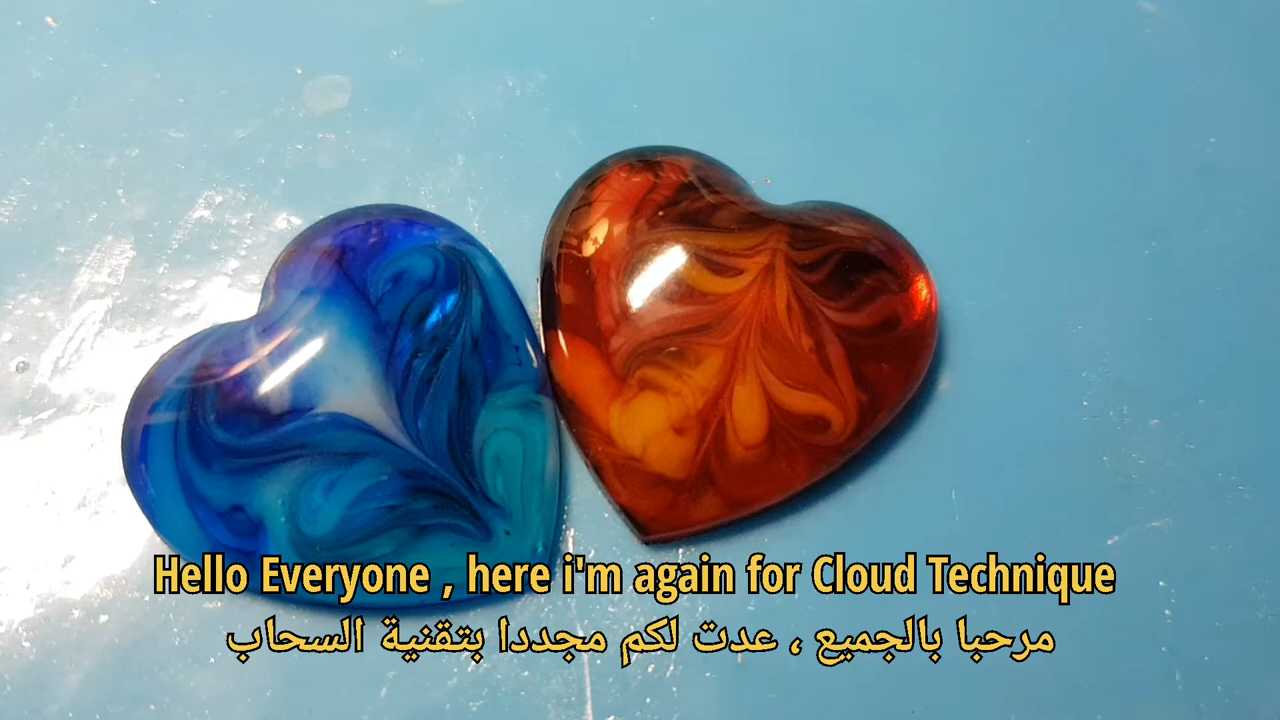 Hello Everyone , here i'm again for Cloud Technique
مرحبا بالجميع ، عدت لكم مجددا بتقنية السحاب